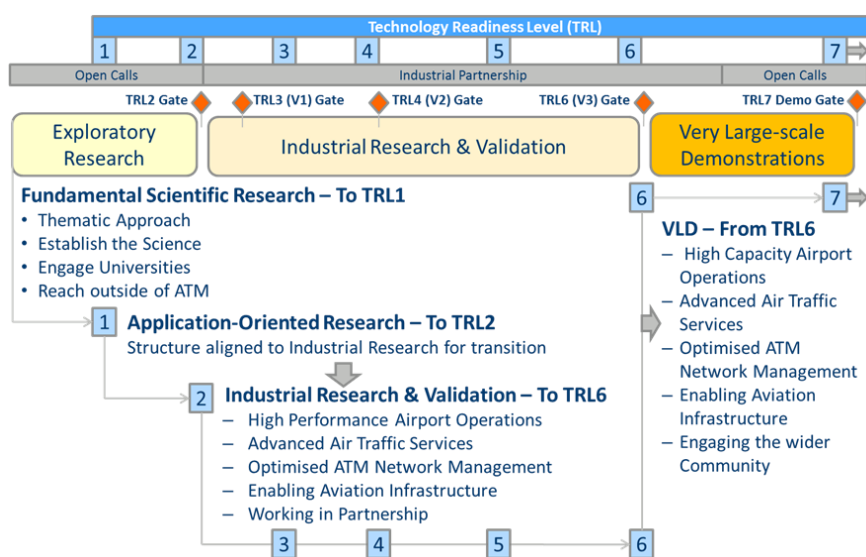 Technology Readiness Level (TRL)
1 2 3 4 5 6 7
Open Calls Industrial Partnership Open Calls
TRL2 Gate TRL3 (V1) Gate TRL4 (V2) Gate TRL6 (V3) Gate TRL7 Demo Gate
Exploratory
Research
Industrial Research & Validation
Very Large-scale
Demonstrations
Fundamental Scientific Research – To TRL1
• Thematic Approach
• Establish the Science
• Engage Universities
• Reach outside of ATM
1
Application-Oriented Research – To TRL2
Structure aligned to Industrial Research for transition
2
Industrial Research & Validation – To TRL6
– High Performance Airport Operations
– Advanced Air Traffic Services
– Optimised ATM Network Management
– Enabling Aviation Infrastructure
– Working in Partnership
3 4 5 6
6 7
VLD – From TRL6
– High Capacity Airport
Operations
– Advanced Air Traffic
Services
– Optimised ATM
Network Management
– Enabling Aviation
Infrastructure
– Engaging the wider
Community